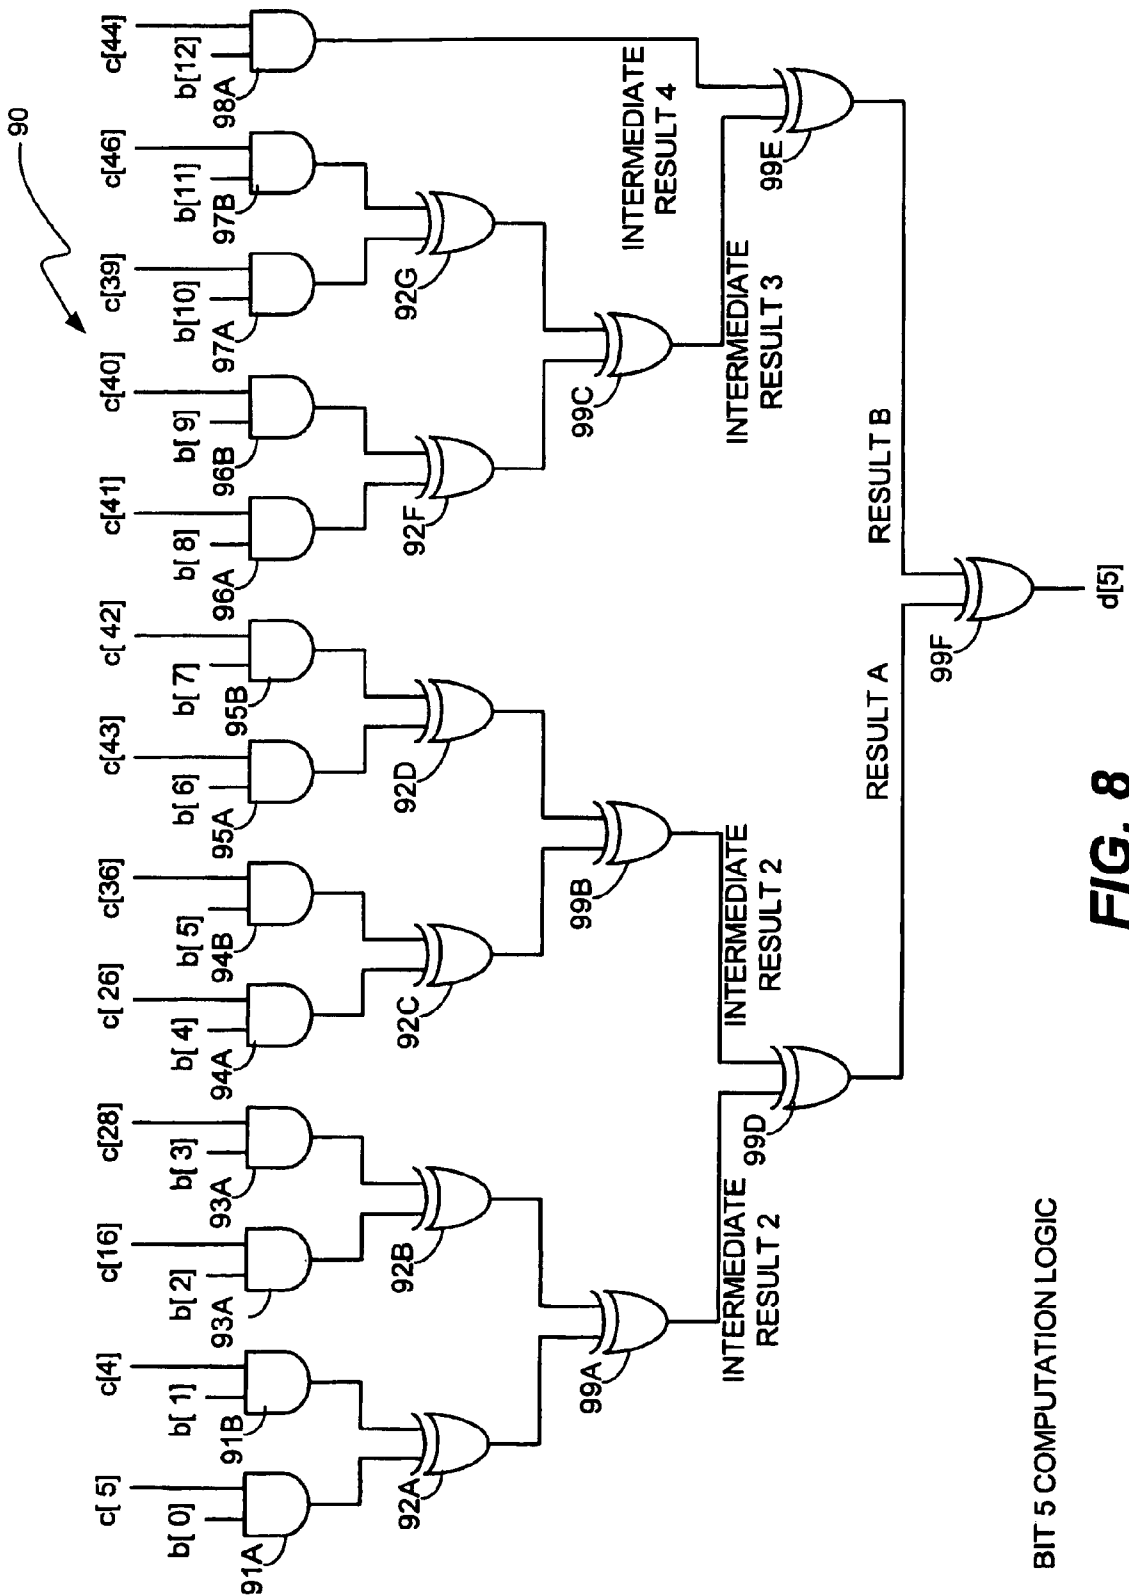 90
c[5]
c[4]
c[16]
c[28]
c[26]
c[36]
c[43]
c[42]
c[41]
c[40]
c[39]
c[46]
c[44]
b[0]
b[1]
b[2]
b[3]
b[4]
b[5]
b[6]
b[7]
b[8]
b[9]
b[10]
b[11]
b[12]
91A
91B
93A
93A
94A
94B
95A
95B
96A
96B
97A
97B
98A
92A
92B
92C
92D
92F
92G
99A
99B
99C
INTERMEDIATE
RESULT 2
INTERMEDIATE
RESULT 2
INTERMEDIATE
RESULT 3
INTERMEDIATE
RESULT 4
99D
99E
RESULT A
RESULT B
99F
d[5]
BIT 5 COMPUTATION LOGIC
FIG. 8